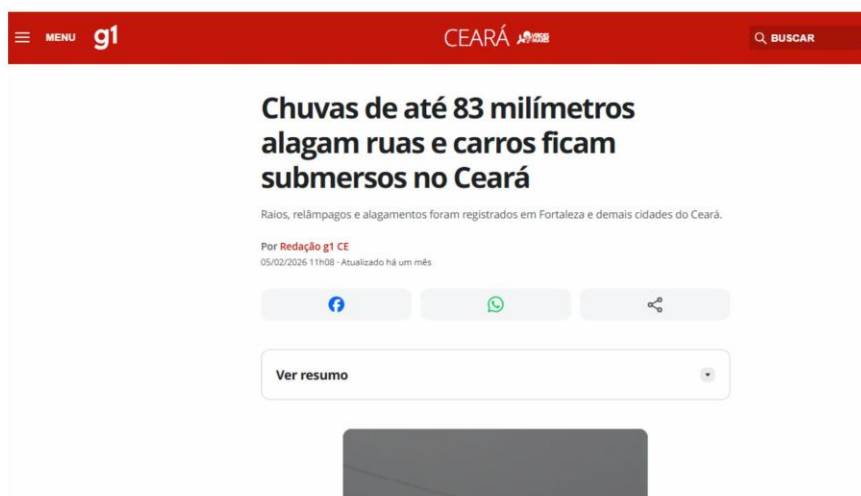 MENU g1 CEARÁ BUSCAR
Chuvas de até 83 milímetros
alagam ruas e carros ficam
submersos no Ceará
Raios, relâmpagos e alagamentos foram registrados em Fortaleza e demais cidades do Ceará.
Por Redação g1 CE
05/02/2026 11h08 · Atualizado há um mês
Ver resumo